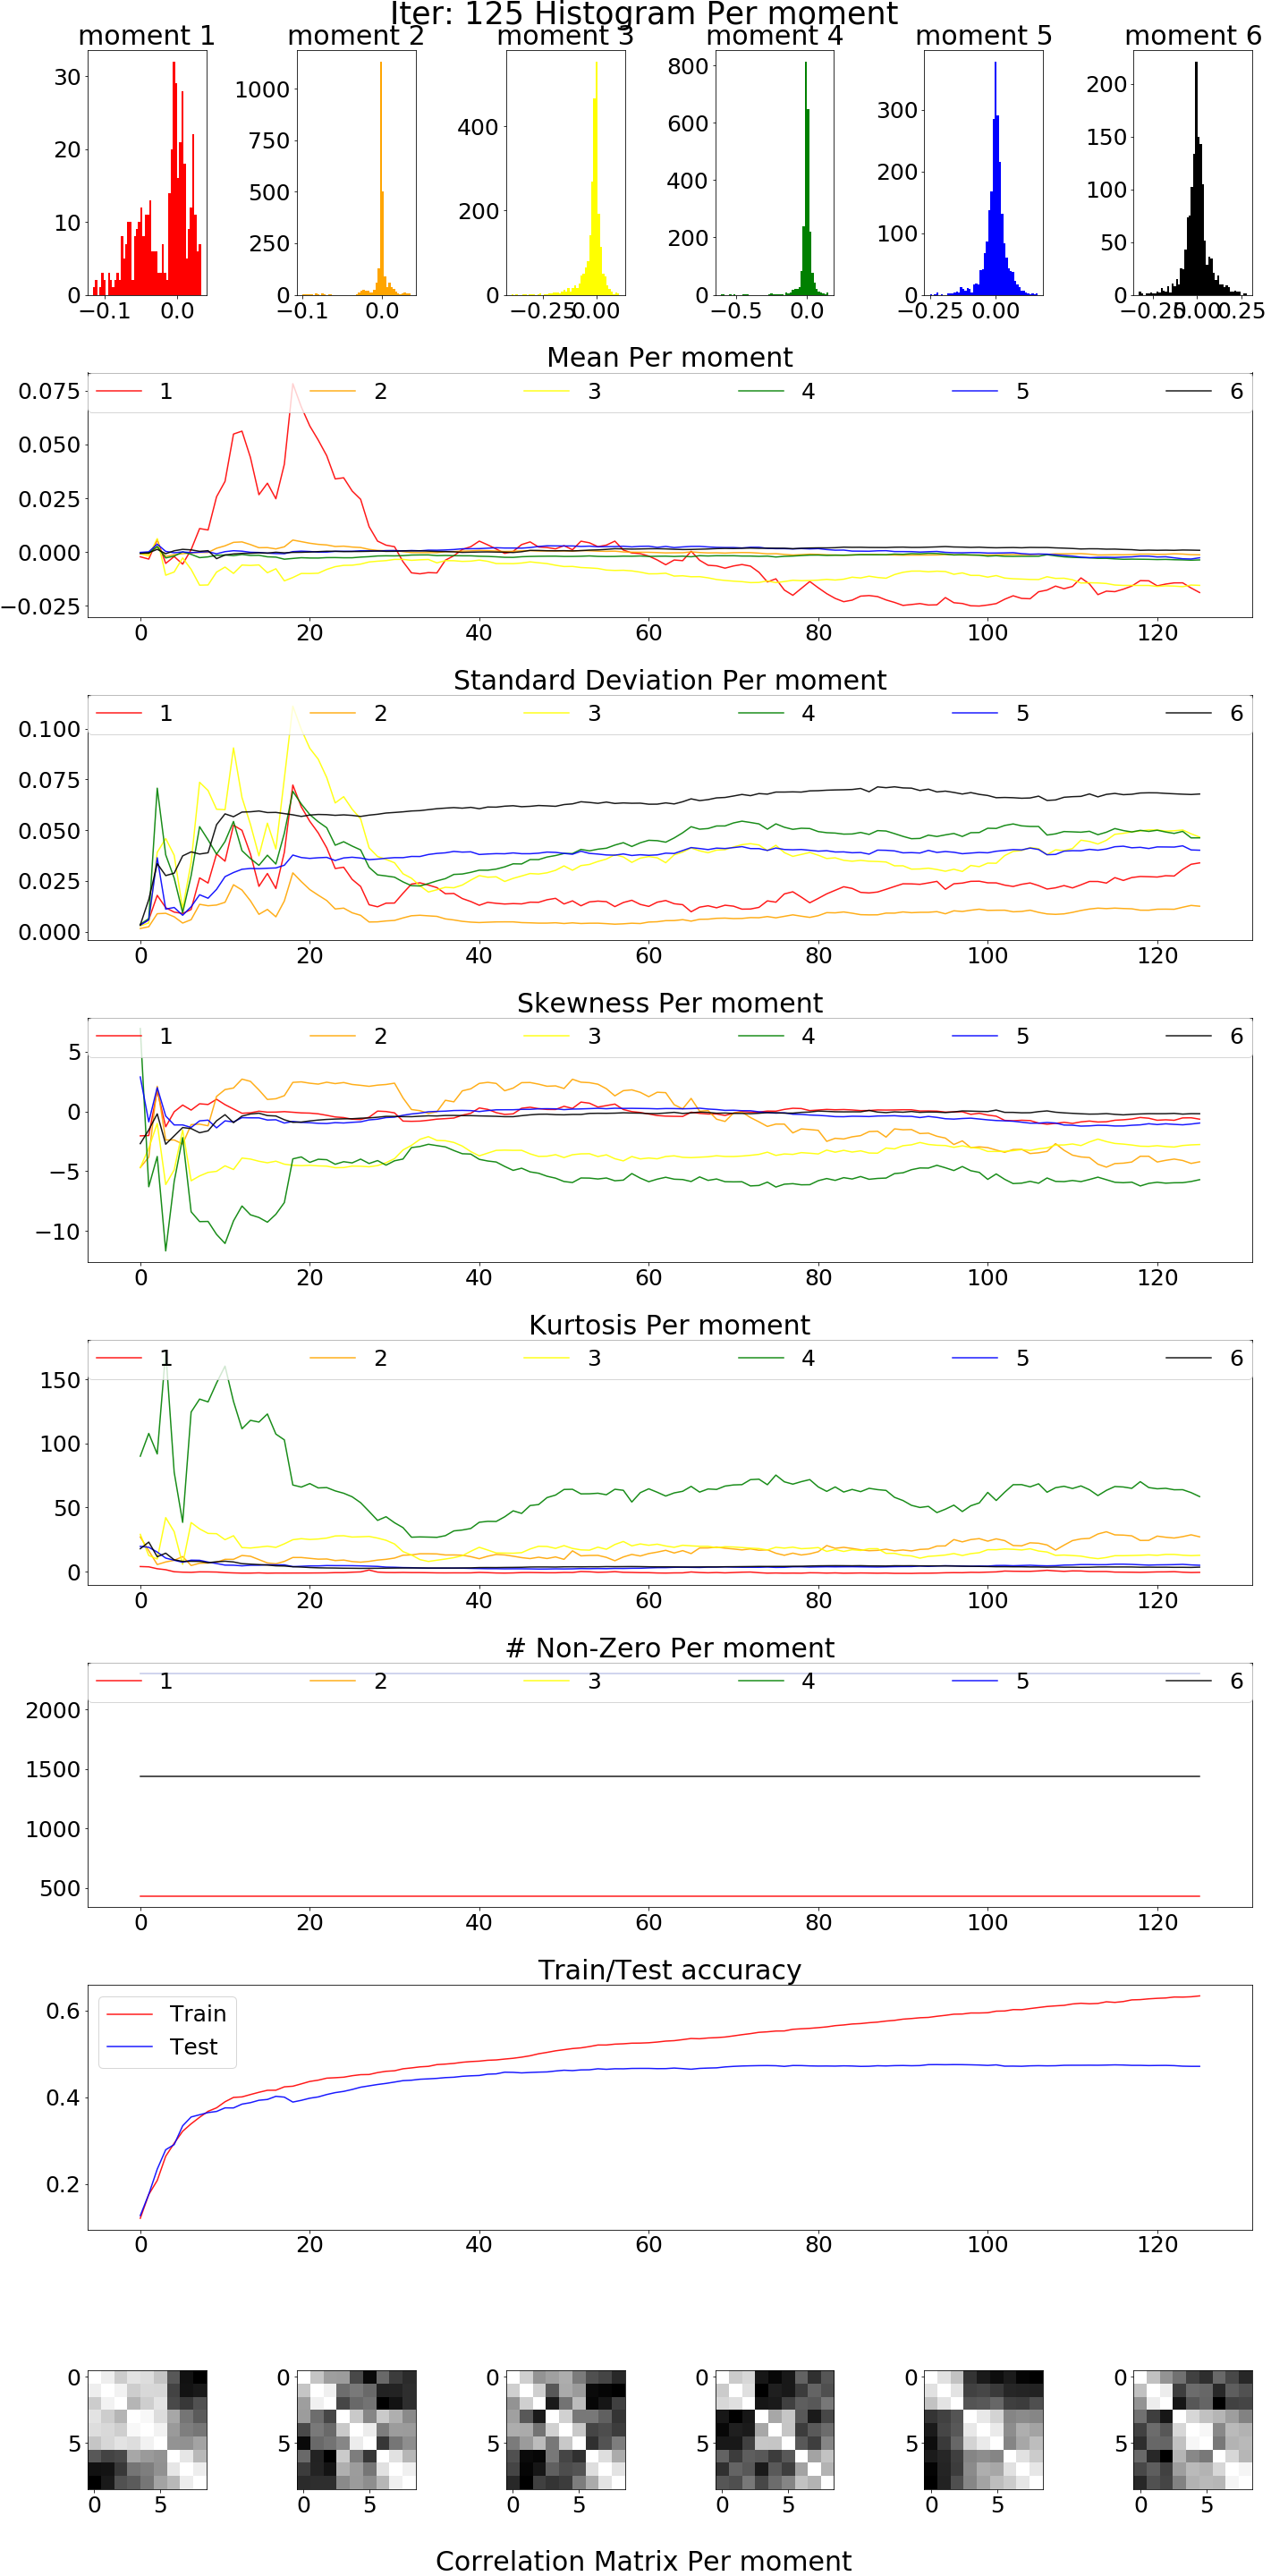 Iter: 125 Histogram Per moment
moment 1 moment 2 moment 3 moment 4 moment 5 moment 6
30 20 10 0 −0.1 0.0
1000 750 500 250 0 −0.1 0.0
400 200 0 −0.25 0.00
800 600 400 200 0 −0.5 0.0
300 200 100 0 −0.25 0.00
200 150 100 50 0 −0.25 0.00 0.25
Mean Per moment
1 2 3 4 5 6
0.075
0.050
0.025
0.000
−0.025
0 20 40 60 80 100 120
Standard Deviation Per moment
1 2 3 4 5 6
0.100
0.075
0.050
0.025
0.000
0 20 40 60 80 100 120
Skewness Per moment
1 2 3 4 5 6
5
0
−5
−10
0 20 40 60 80 100 120
Kurtosis Per moment
1 2 3 4 5 6
150
100
50
0
0 20 40 60 80 100 120
# Non-Zero Per moment
1 2 3 4 5 6
2000
1500
1000
500
0 20 40 60 80 100 120
Train/Test accuracy
Train
Test
0.6
0.4
0.2
0 20 40 60 80 100 120
0 0 0 0 0 0
5 5 5 5 5 5
0 5 0 5 0 5 0 5 0 5 0 5
Correlation Matrix Per moment